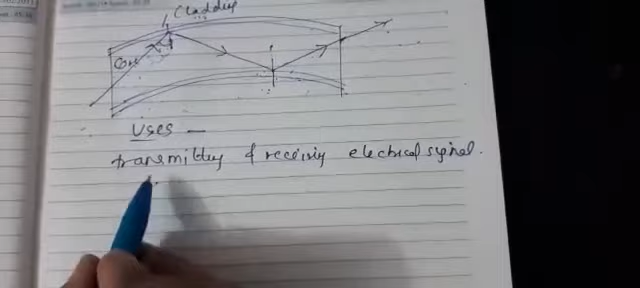 Cladding
Core
Uses —
transmitting & receiving electrical signal.